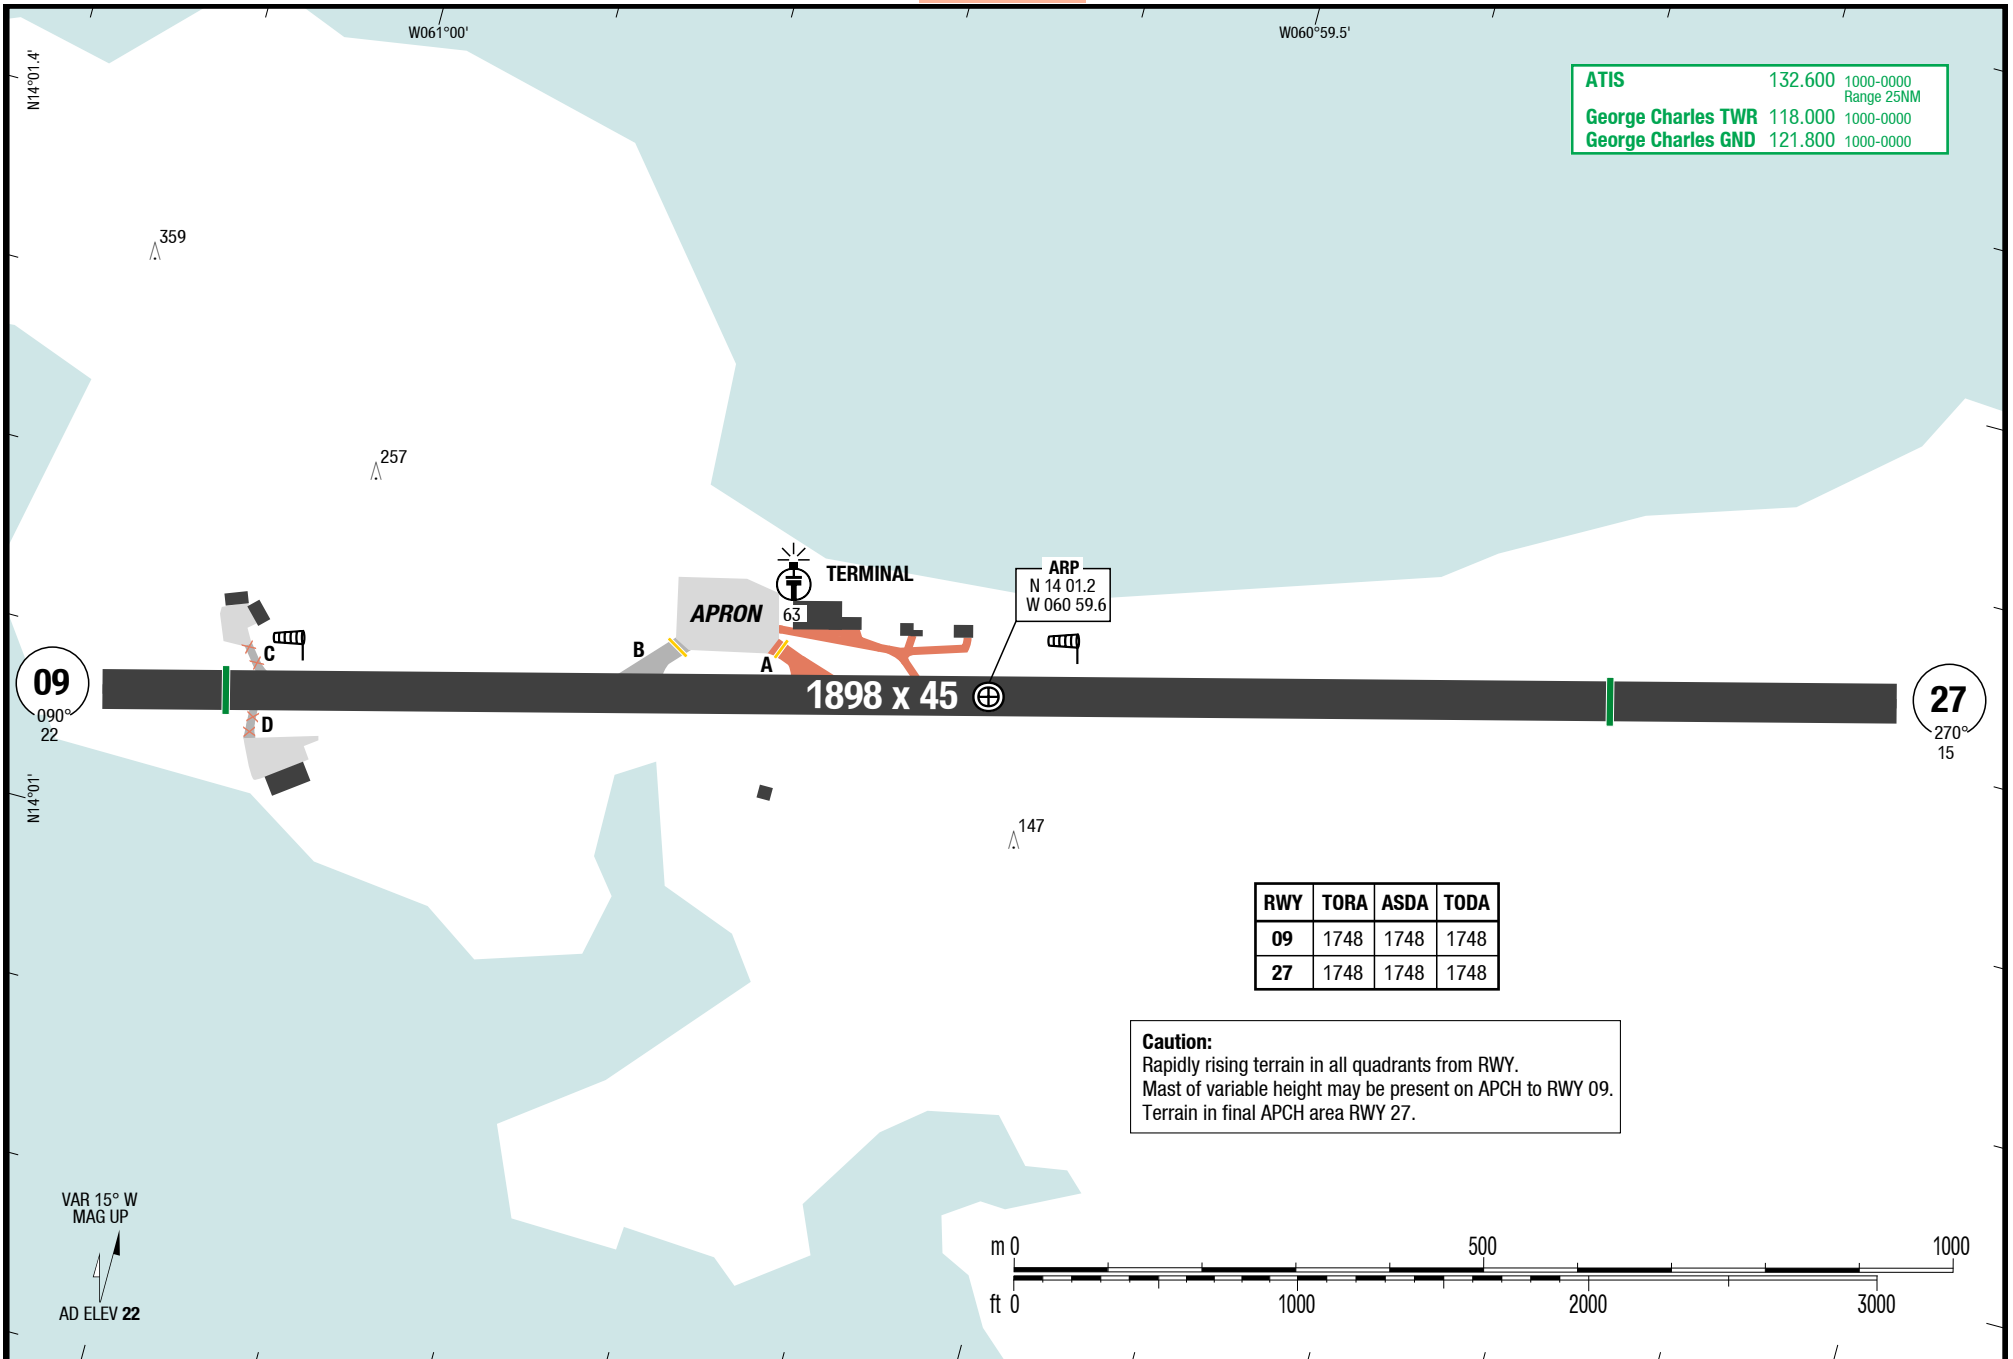 W061°00'
W060°59.5'
N14°01.4'
ATIS 132.600 1000-0000
Range 25NM
George Charles TWR 118.000 1000-0000
George Charles GND 121.800 1000-0000
359
257
TERMINAL
ARP
N 14 01.2
W 060 59.6
APRON
63
B
A
C
D
09
090°
22
1898 x 45
27
270°
15
N14°01'
147
RWY TORA ASDA TODA
09 1748 1748 1748
27 1748 1748 1748
Caution:
Rapidly rising terrain in all quadrants from RWY.
Mast of variable height may be present on APCH to RWY 09.
Terrain in final APCH area RWY 27.
VAR 15° W
MAG UP
AD ELEV 22
m 0 500 1000
ft 0 1000 2000 3000